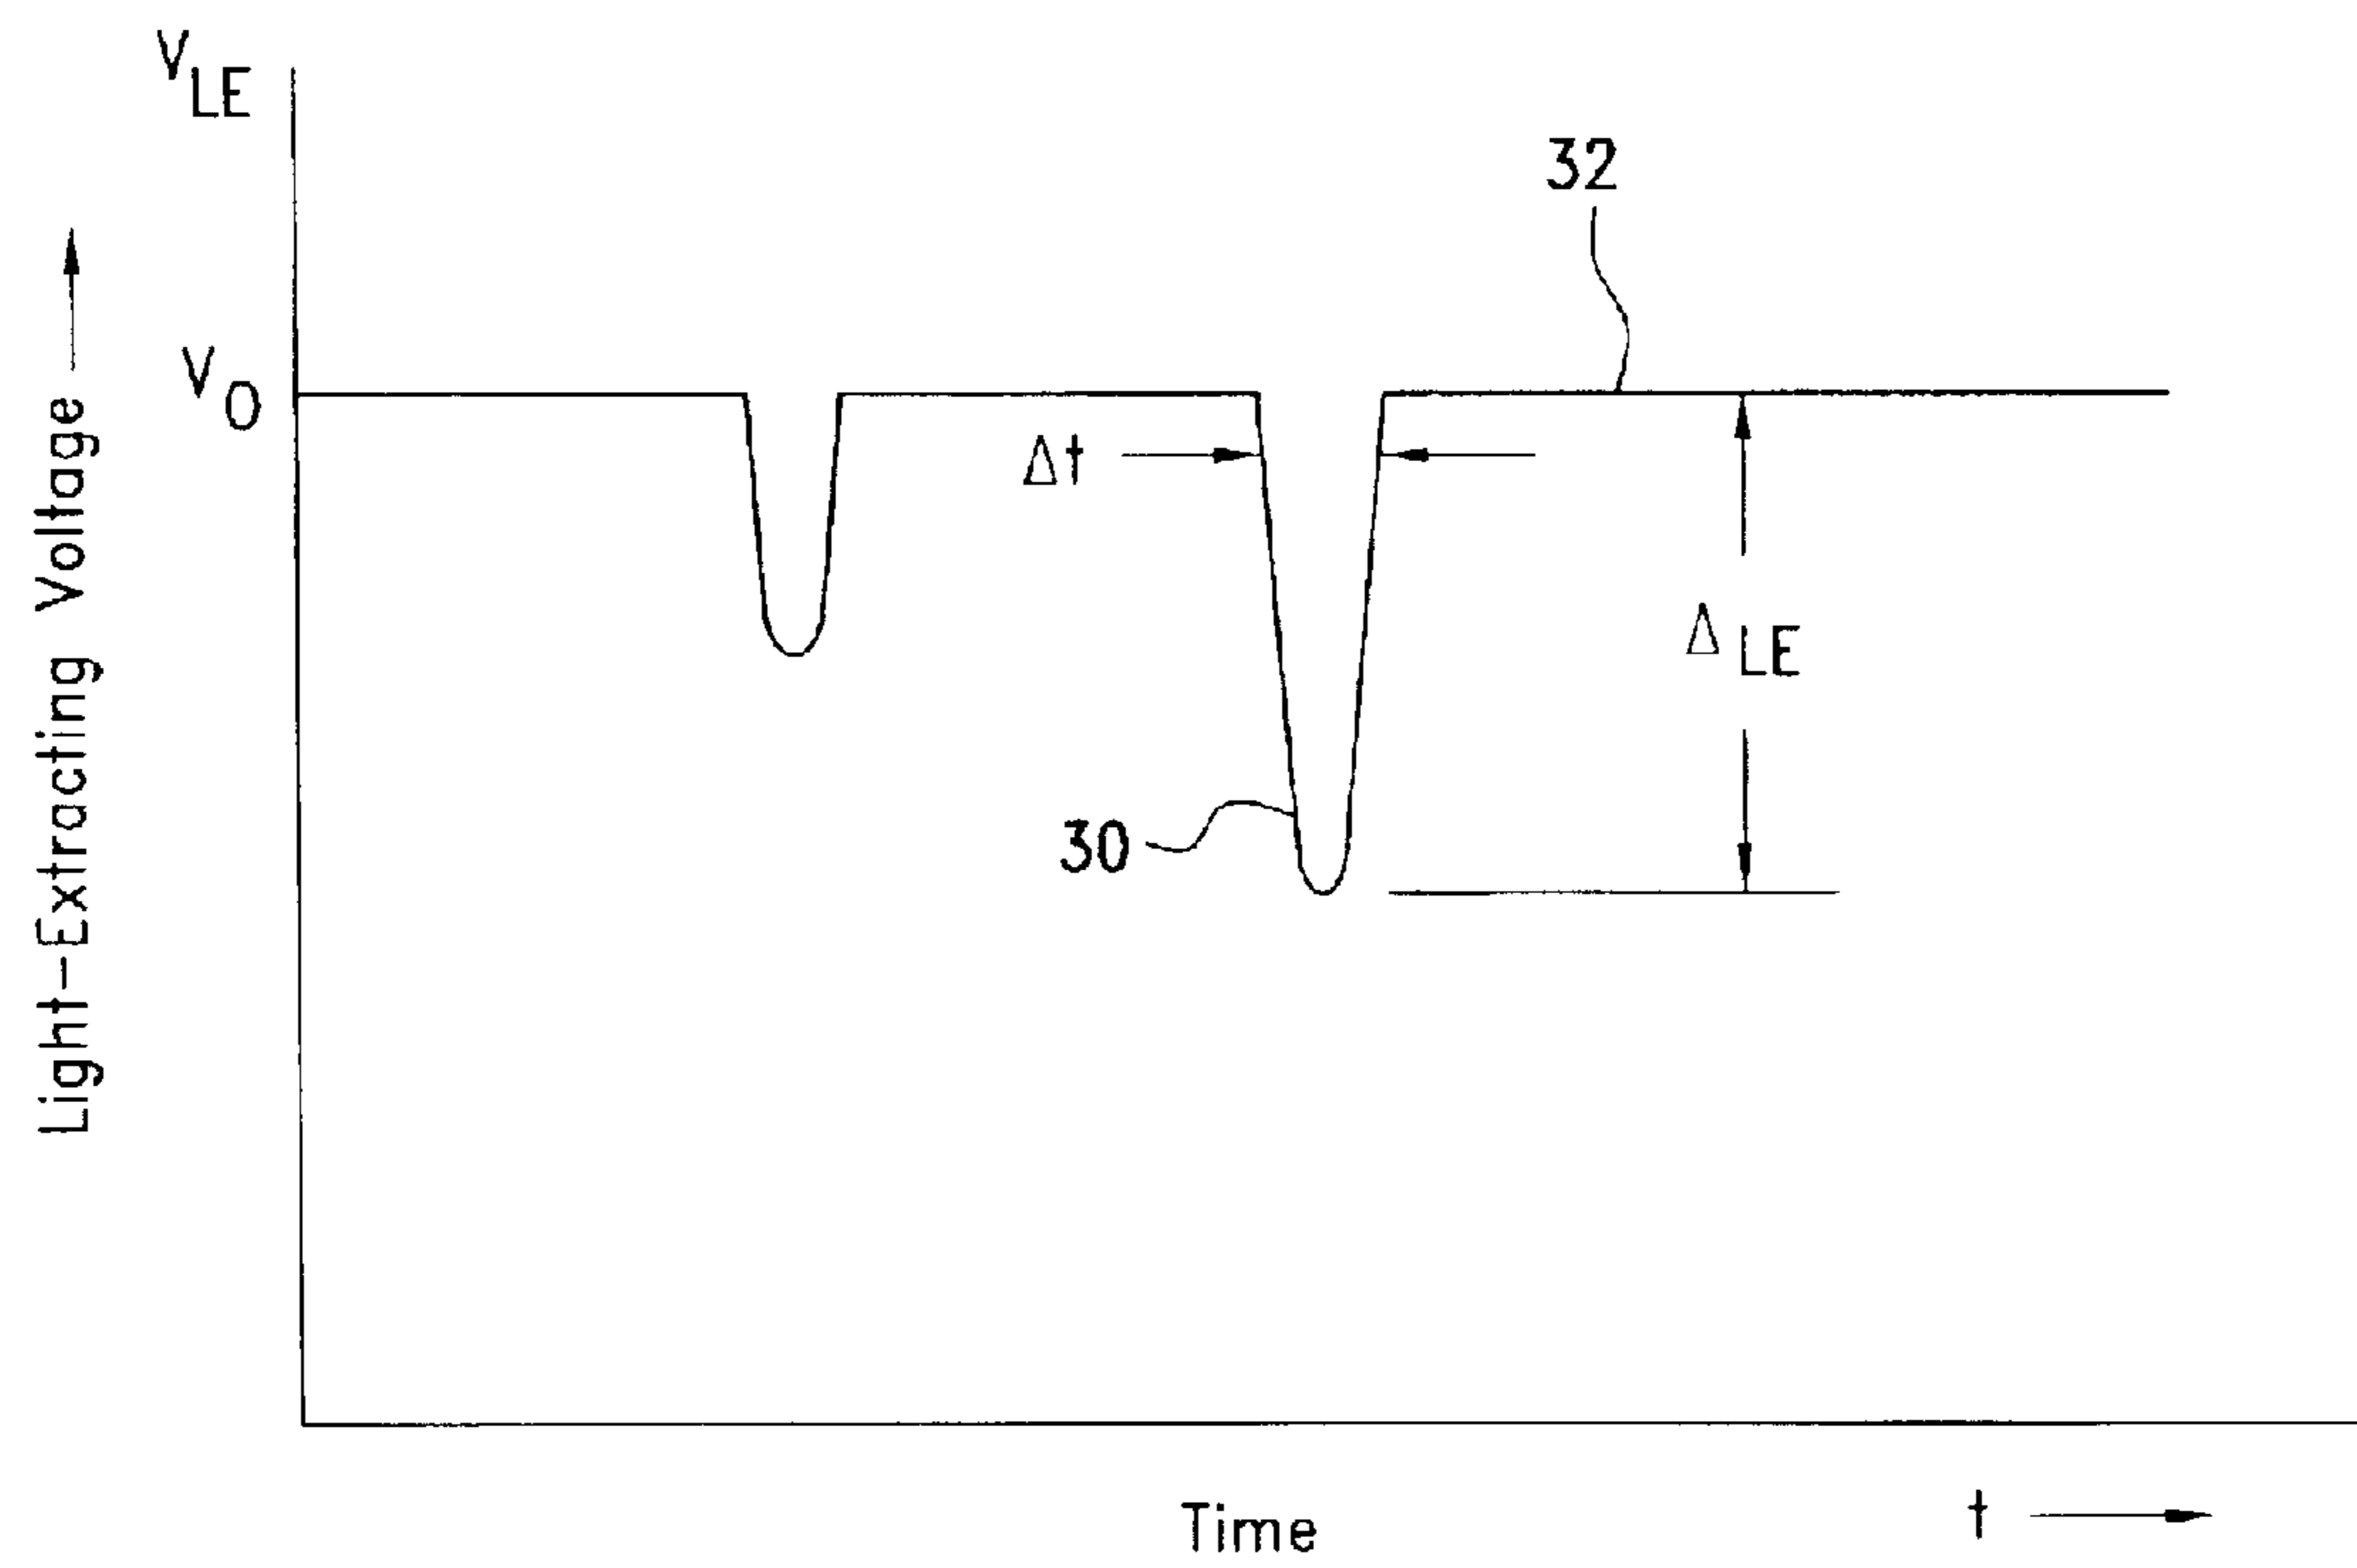 V_LE
32
V_O
Δt
Δ_LE
30
Light-Extracting Voltage
Time
t